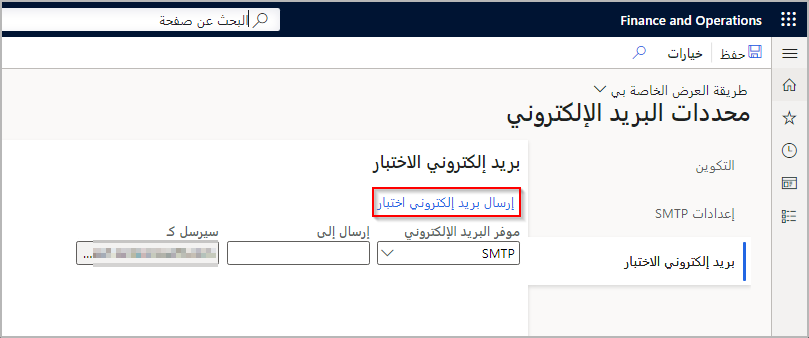 Finance and Operations
البحث عن صفحة
حفظ
خيارات
طريقة العرض الخاصة بي
محددات البريد الإلكتروني
التكوين
إعدادات SMTP
بريد إلكتروني الاختبار
بريد إلكتروني الاختبار
إرسال بريد إلكتروني اختبار
موفر البريد الإلكتروني
إرسال إلى
سيرسل كـ
SMTP